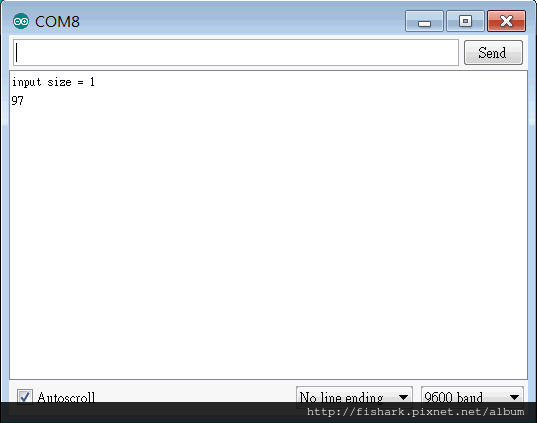 COM8
Send
input size = 1
97
Autoscroll
No line ending
9600 baud
http://fishark.pixnet.net/album